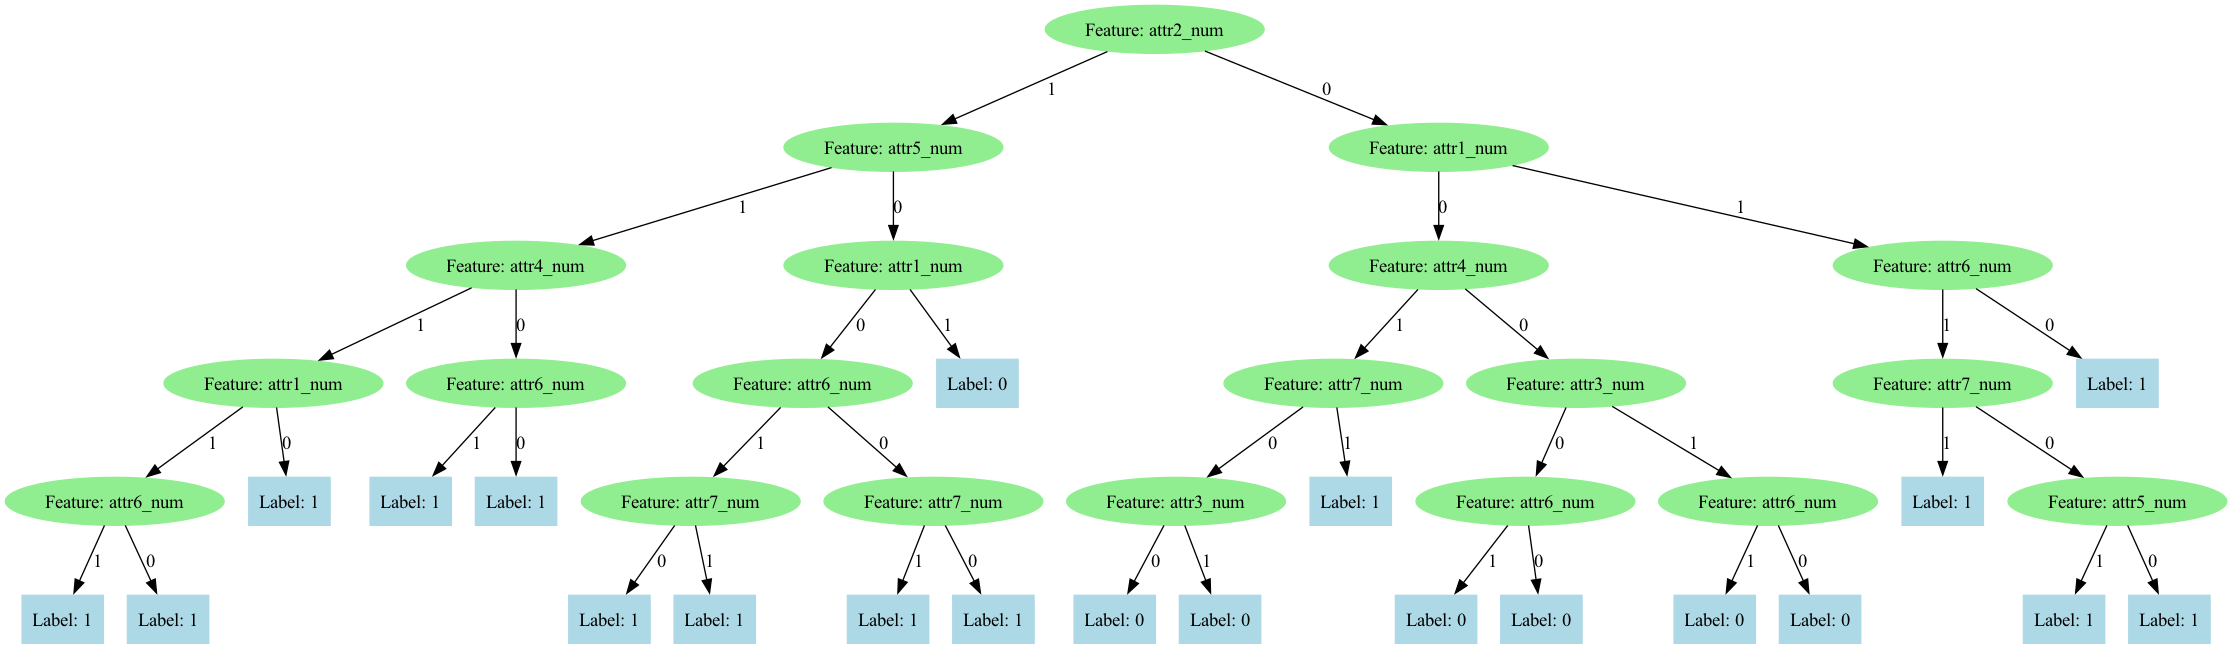 Feature: attr2_num
1
0
Feature: attr5_num
Feature: attr1_num
1
0
0
1
Feature: attr4_num
Feature: attr1_num
Feature: attr4_num
Feature: attr6_num
1
0
0
1
1
0
1
0
Feature: attr1_num
Feature: attr6_num
Feature: attr6_num
Label: 0
Feature: attr7_num
Feature: attr3_num
Feature: attr7_num
Label: 1
1
0
1
0
1
0
0
1
0
1
1
0
Feature: attr6_num
Label: 1
Label: 1
Label: 1
Feature: attr7_num
Feature: attr7_num
Feature: attr3_num
Label: 1
Feature: attr6_num
Feature: attr6_num
Label: 1
Feature: attr5_num
1
0
0
1
1
0
0
1
1
0
1
0
1
0
Label: 1
Label: 1
Label: 1
Label: 1
Label: 1
Label: 1
Label: 0
Label: 0
Label: 0
Label: 0
Label: 0
Label: 0
Label: 1
Label: 1